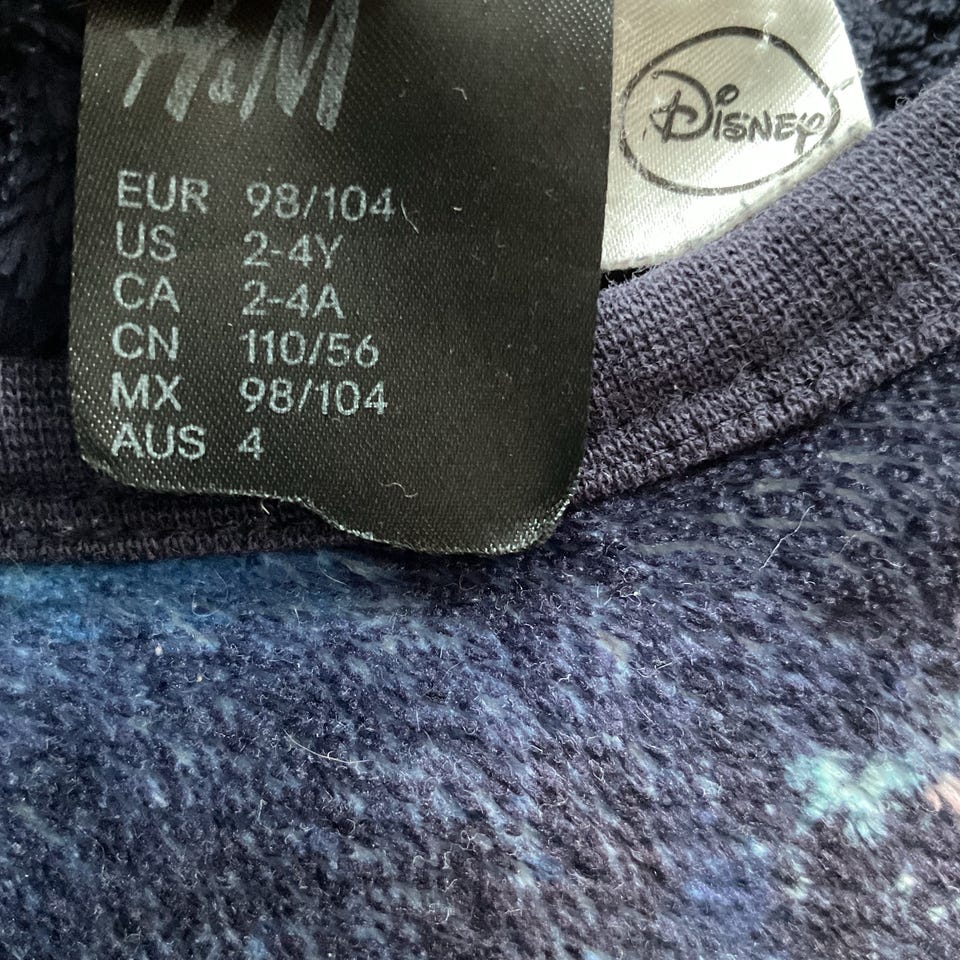 H&M
DISNEY
EUR 98/104
US 2-4Y
CA 2-4A
CN 110/56
MX 98/104
AUS 4